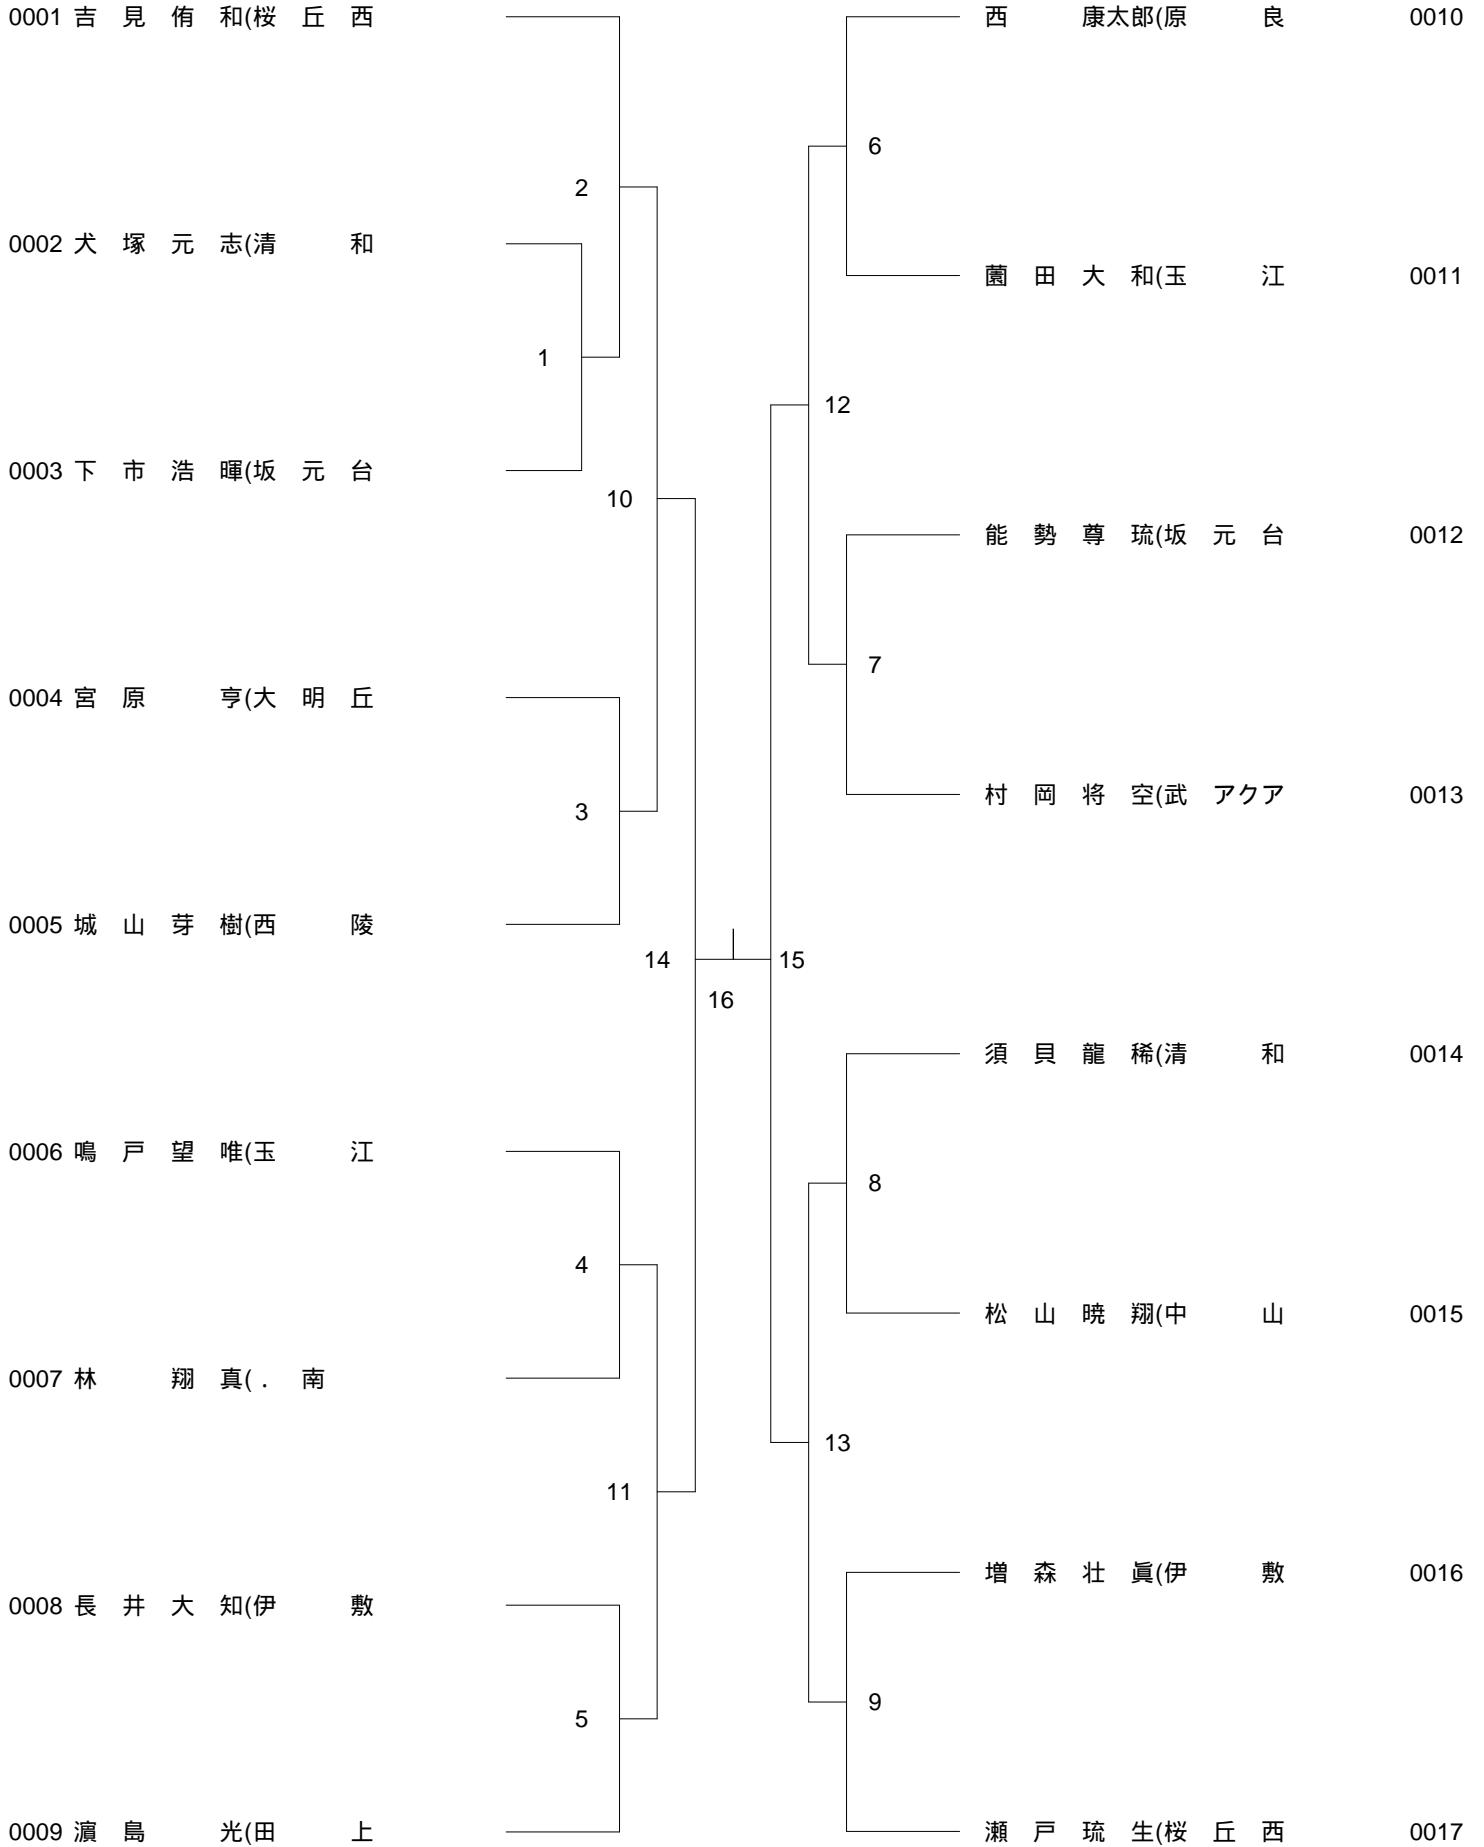 0001 吉 見 侑 和(桜 丘 西
2
0002 犬 塚 元 志(清 和
1
0003 下 市 浩 暉(坂 元 台
10
0004 宮 原 亨(大 明 丘
3
0005 城 山 芽 樹(西 陵
14
16
0006 鳴 戸 望 唯(玉 江
4
0007 林 翔 真( . 南
11
0008 長 井 大 知(伊 敷
5
0009 濵 島 光(田 上
西 康太郎(原 良 0010
6
薗 田 大 和(玉 江 0011
12
能 勢 尊 琉(坂 元 台 0012
7
村 岡 将 空(武 アクア 0013
15
須 貝 龍 稀(清 和 0014
8
松 山 暁 翔(中 山 0015
13
増 森 壮 眞(伊 敷 0016
9
瀬 戸 琉 生(桜 丘 西 0017